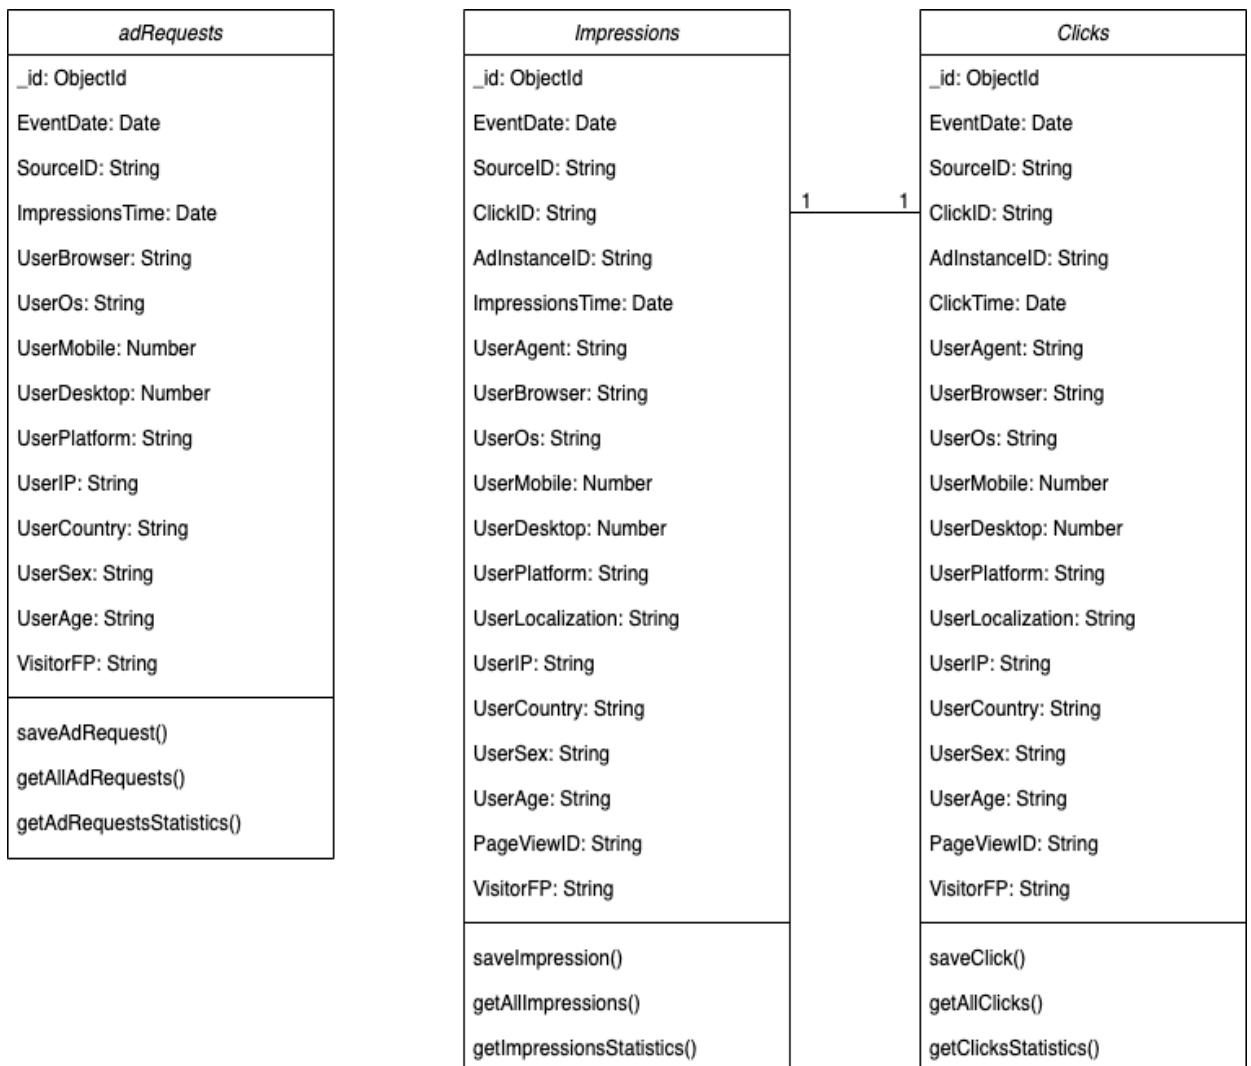 adRequests
_id: ObjectId
EventDate: Date
SourceID: String
ImpressionsTime: Date
UserBrowser: String
UserOs: String
UserMobile: Number
UserDesktop: Number
UserPlatform: String
UserIP: String
UserCountry: String
UserSex: String
UserAge: String
VisitorFP: String
saveAdRequest()
getAllAdRequests()
getAdRequestsStatistics()
Impressions
_id: ObjectId
EventDate: Date
SourceID: String
ClickID: String
AdInstanceID: String
ImpressionsTime: Date
UserAgent: String
UserBrowser: String
UserOs: String
UserMobile: Number
UserDesktop: Number
UserPlatform: String
UserLocalization: String
UserIP: String
UserCountry: String
UserSex: String
UserAge: String
PageViewID: String
VisitorFP: String
saveImpression()
getAllImpressions()
getImpressionsStatistics()
1 1
Clicks
_id: ObjectId
EventDate: Date
SourceID: String
ClickID: String
AdInstanceID: String
ClickTime: Date
UserAgent: String
UserBrowser: String
UserOs: String
UserMobile: Number
UserDesktop: Number
UserPlatform: String
UserLocalization: String
UserIP: String
UserCountry: String
UserSex: String
UserAge: String
PageViewID: String
VisitorFP: String
saveClick()
getAllClicks()
getClicksStatistics()